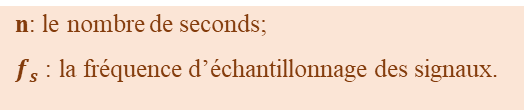 n: le nombre de seconds;
fₛ : la fréquence d’échantillonnage des signaux.